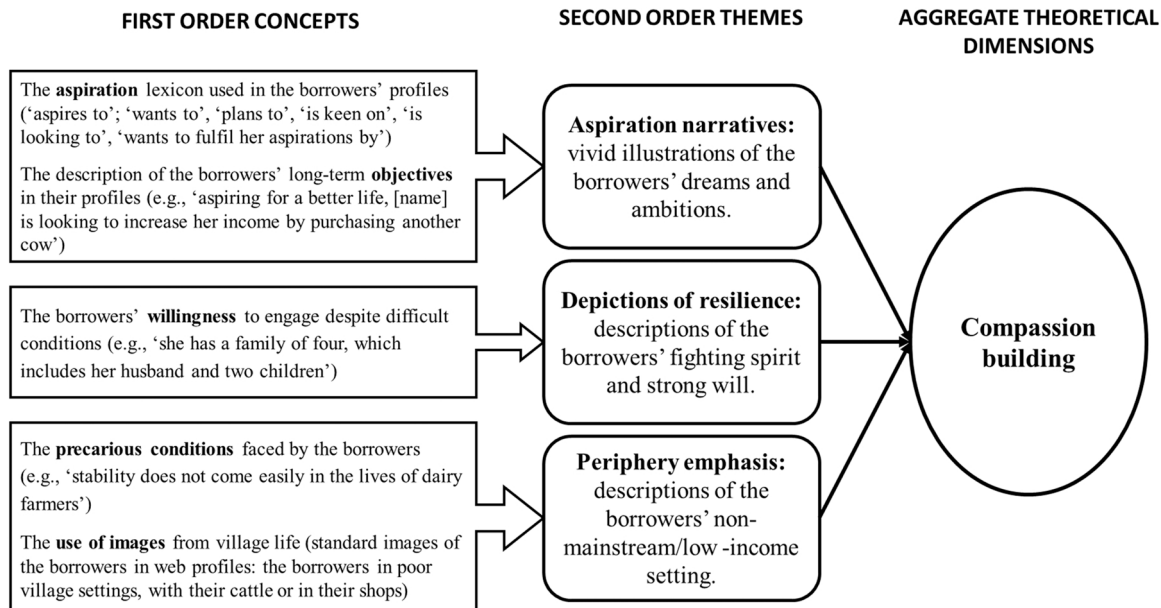 FIRST ORDER CONCEPTS
SECOND ORDER THEMES
AGGREGATE THEORETICAL
DIMENSIONS
The aspiration lexicon used in the borrowers’ profiles
(‘aspires to’; ‘wants to’, ‘plans to’, ‘is keen on’, ‘is
looking to’, ‘wants to fulfil her aspirations by’)
The description of the borrowers’ long-term objectives
in their profiles (e.g., ‘aspiring for a better life, [name]
is looking to increase her income by purchasing another
cow’)
Aspiration narratives:
vivid illustrations of the
borrowers’ dreams and
ambitions.
The borrowers’ willingness to engage despite difficult
conditions (e.g., ‘she has a family of four, which
includes her husband and two children’)
Depictions of resilience:
descriptions of the
borrowers’ fighting spirit
and strong will.
The precarious conditions faced by the borrowers
(e.g., ‘stability does not come easily in the lives of dairy
farmers’)
The use of images from village life (standard images of
the borrowers in web profiles: the borrowers in poor
village settings, with their cattle or in their shops)
Periphery emphasis:
descriptions of the
borrowers’ non-
mainstream/low -income
setting.
Compassion
building